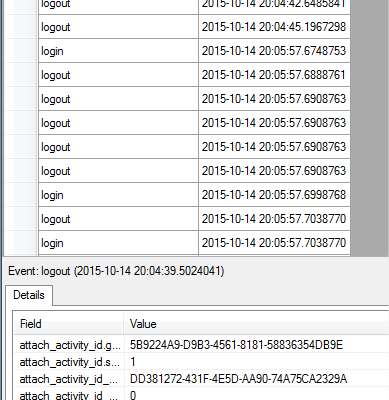 logout 2015-10-14 20:04:42.6485841
logout 2015-10-14 20:04:45.1967298
login 2015-10-14 20:05:57.6748753
logout 2015-10-14 20:05:57.6888761
logout 2015-10-14 20:05:57.6908763
logout 2015-10-14 20:05:57.6908763
logout 2015-10-14 20:05:57.6908763
logout 2015-10-14 20:05:57.6908763
login 2015-10-14 20:05:57.6998768
logout 2015-10-14 20:05:57.7038770
login 2015-10-14 20:05:57.7038770
Event: logout (2015-10-14 20:04:39.5024041)
Details
Field Value
attach_activity_id.g... 5B9224A9-D9B3-4561-8181-58836354DB9E
attach_activity_id.s... 1
attach_activity_id_... DD381272-431F-4E5D-AA90-74A75CA2329A
attach_activity_id_... 0